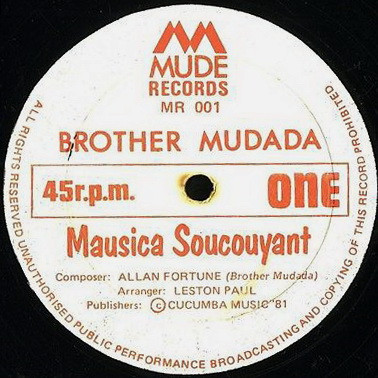 MUDE
RECORDS
MR 001
BROTHER MUDADA
45r.p.m.
ONE
Mausica Soucouyant
Composer: ALLAN FORTUNE (Brother Mudada)
Arranger: LESTON PAUL
Publishers: ©CUCUMBA MUSIC '81
ALL RIGHTS RESERVED UNAUTHORISED PUBLIC PERFORMANCE BROADCASTING AND COPYING OF THIS RECORD PROHIBITED